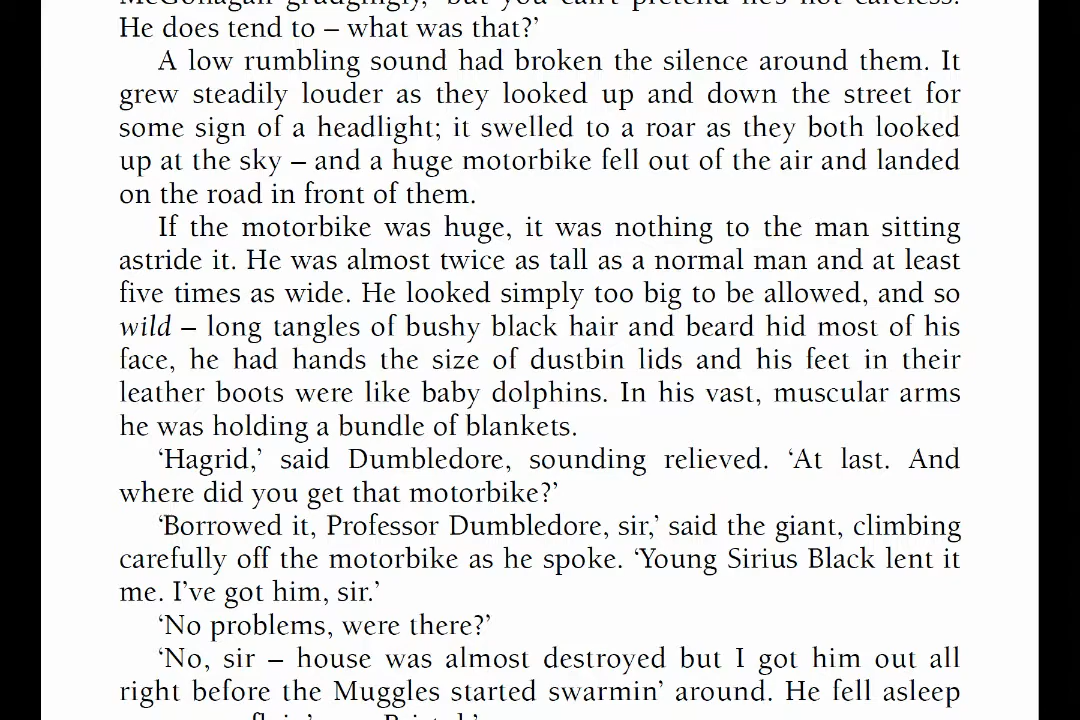 He does tend to – what was that?’
A low rumbling sound had broken the silence around them. It
grew steadily louder as they looked up and down the street for
some sign of a headlight; it swelled to a roar as they both looked
up at the sky – and a huge motorbike fell out of the air and landed
on the road in front of them.
If the motorbike was huge, it was nothing to the man sitting
astride it. He was almost twice as tall as a normal man and at least
five times as wide. He looked simply too big to be allowed, and so
wild – long tangles of bushy black hair and beard hid most of his
face, he had hands the size of dustbin lids and his feet in their
leather boots were like baby dolphins. In his vast, muscular arms
he was holding a bundle of blankets.
‘Hagrid,’ said Dumbledore, sounding relieved. ‘At last. And
where did you get that motorbike?’
‘Borrowed it, Professor Dumbledore, sir,’ said the giant, climbing
carefully off the motorbike as he spoke. ‘Young Sirius Black lent it
me. I’ve got him, sir.’
‘No problems, were there?’
‘No, sir – house was almost destroyed but I got him out all
right before the Muggles started swarmin’ around. He fell asleep